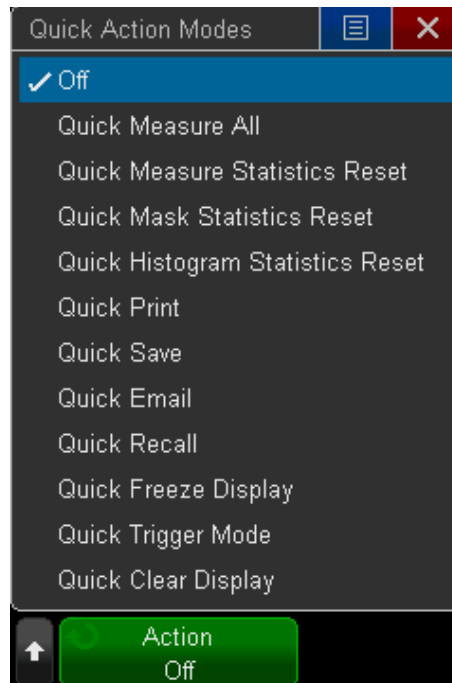 Quick Action Modes
Off
Quick Measure All
Quick Measure Statistics Reset
Quick Mask Statistics Reset
Quick Histogram Statistics Reset
Quick Print
Quick Save
Quick Email
Quick Recall
Quick Freeze Display
Quick Trigger Mode
Quick Clear Display
Action
Off